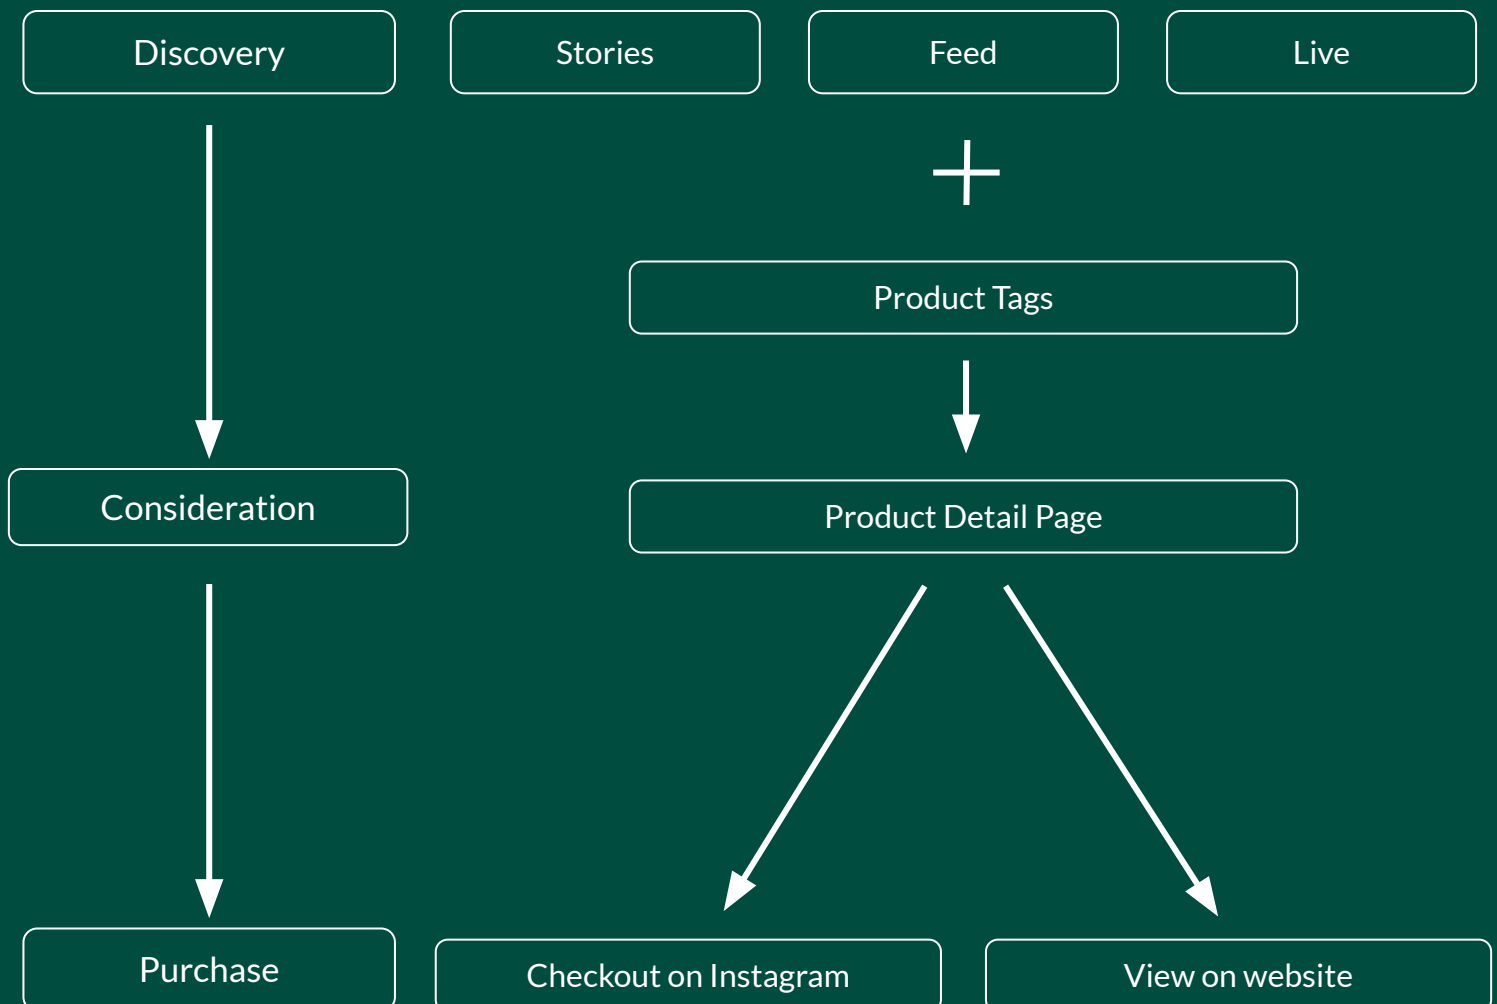 Discovery
Stories
Feed
Live
Product Tags
Consideration
Product Detail Page
Purchase
Checkout on Instagram
View on website